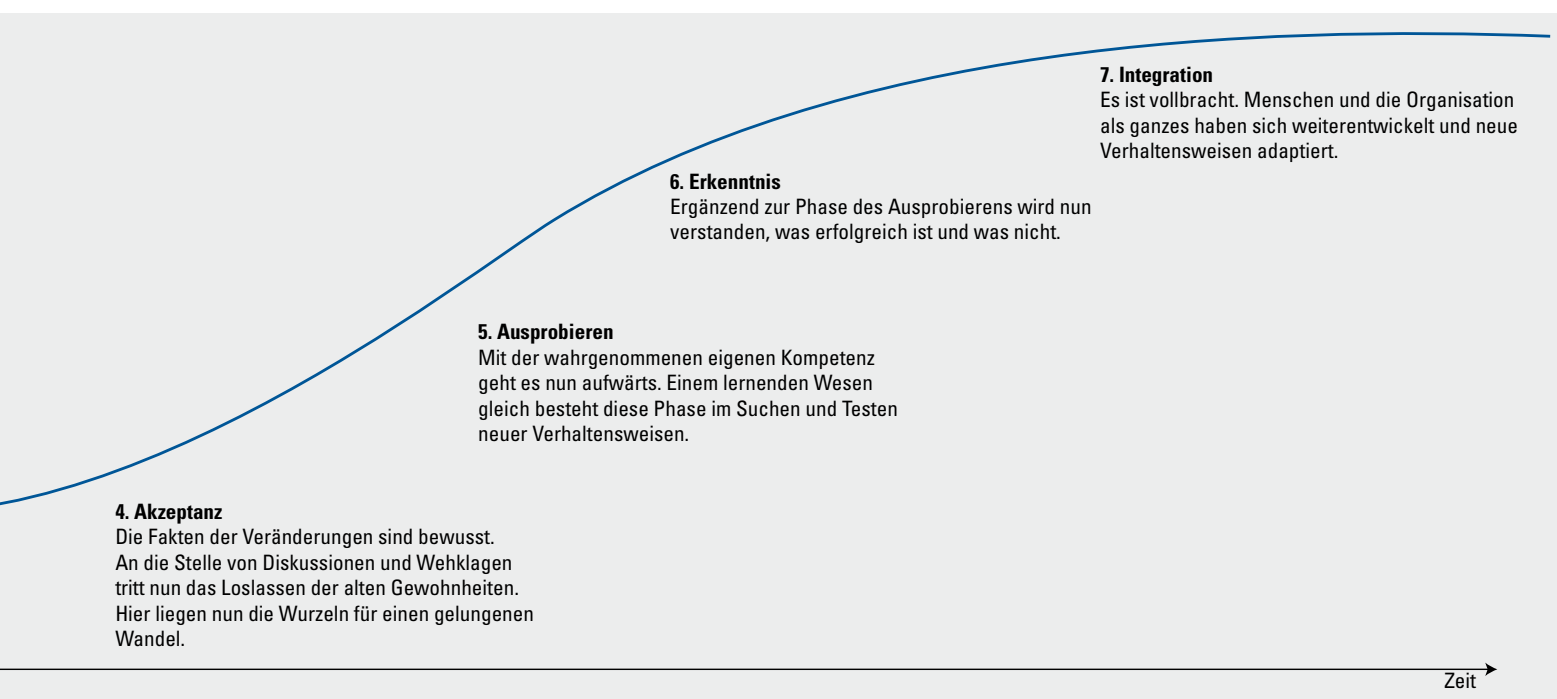 7. Integration
Es ist vollbracht. Menschen und die Organisation
als ganzes haben sich weiterentwickelt und neue
Verhaltensweisen adaptiert.
6. Erkenntnis
Ergänzend zur Phase des Ausprobierens wird nun
verstanden, was erfolgreich ist und was nicht.
5. Ausprobieren
Mit der wahrgenommenen eigenen Kompetenz
geht es nun aufwärts. Einem lernenden Wesen
gleich besteht diese Phase im Suchen und Testen
neuer Verhaltensweisen.
4. Akzeptanz
Die Fakten der Veränderungen sind bewusst.
An die Stelle von Diskussionen und Wehklagen
tritt nun das Loslassen der alten Gewohnheiten.
Hier liegen nun die Wurzeln für einen gelungenen
Wandel.
Zeit